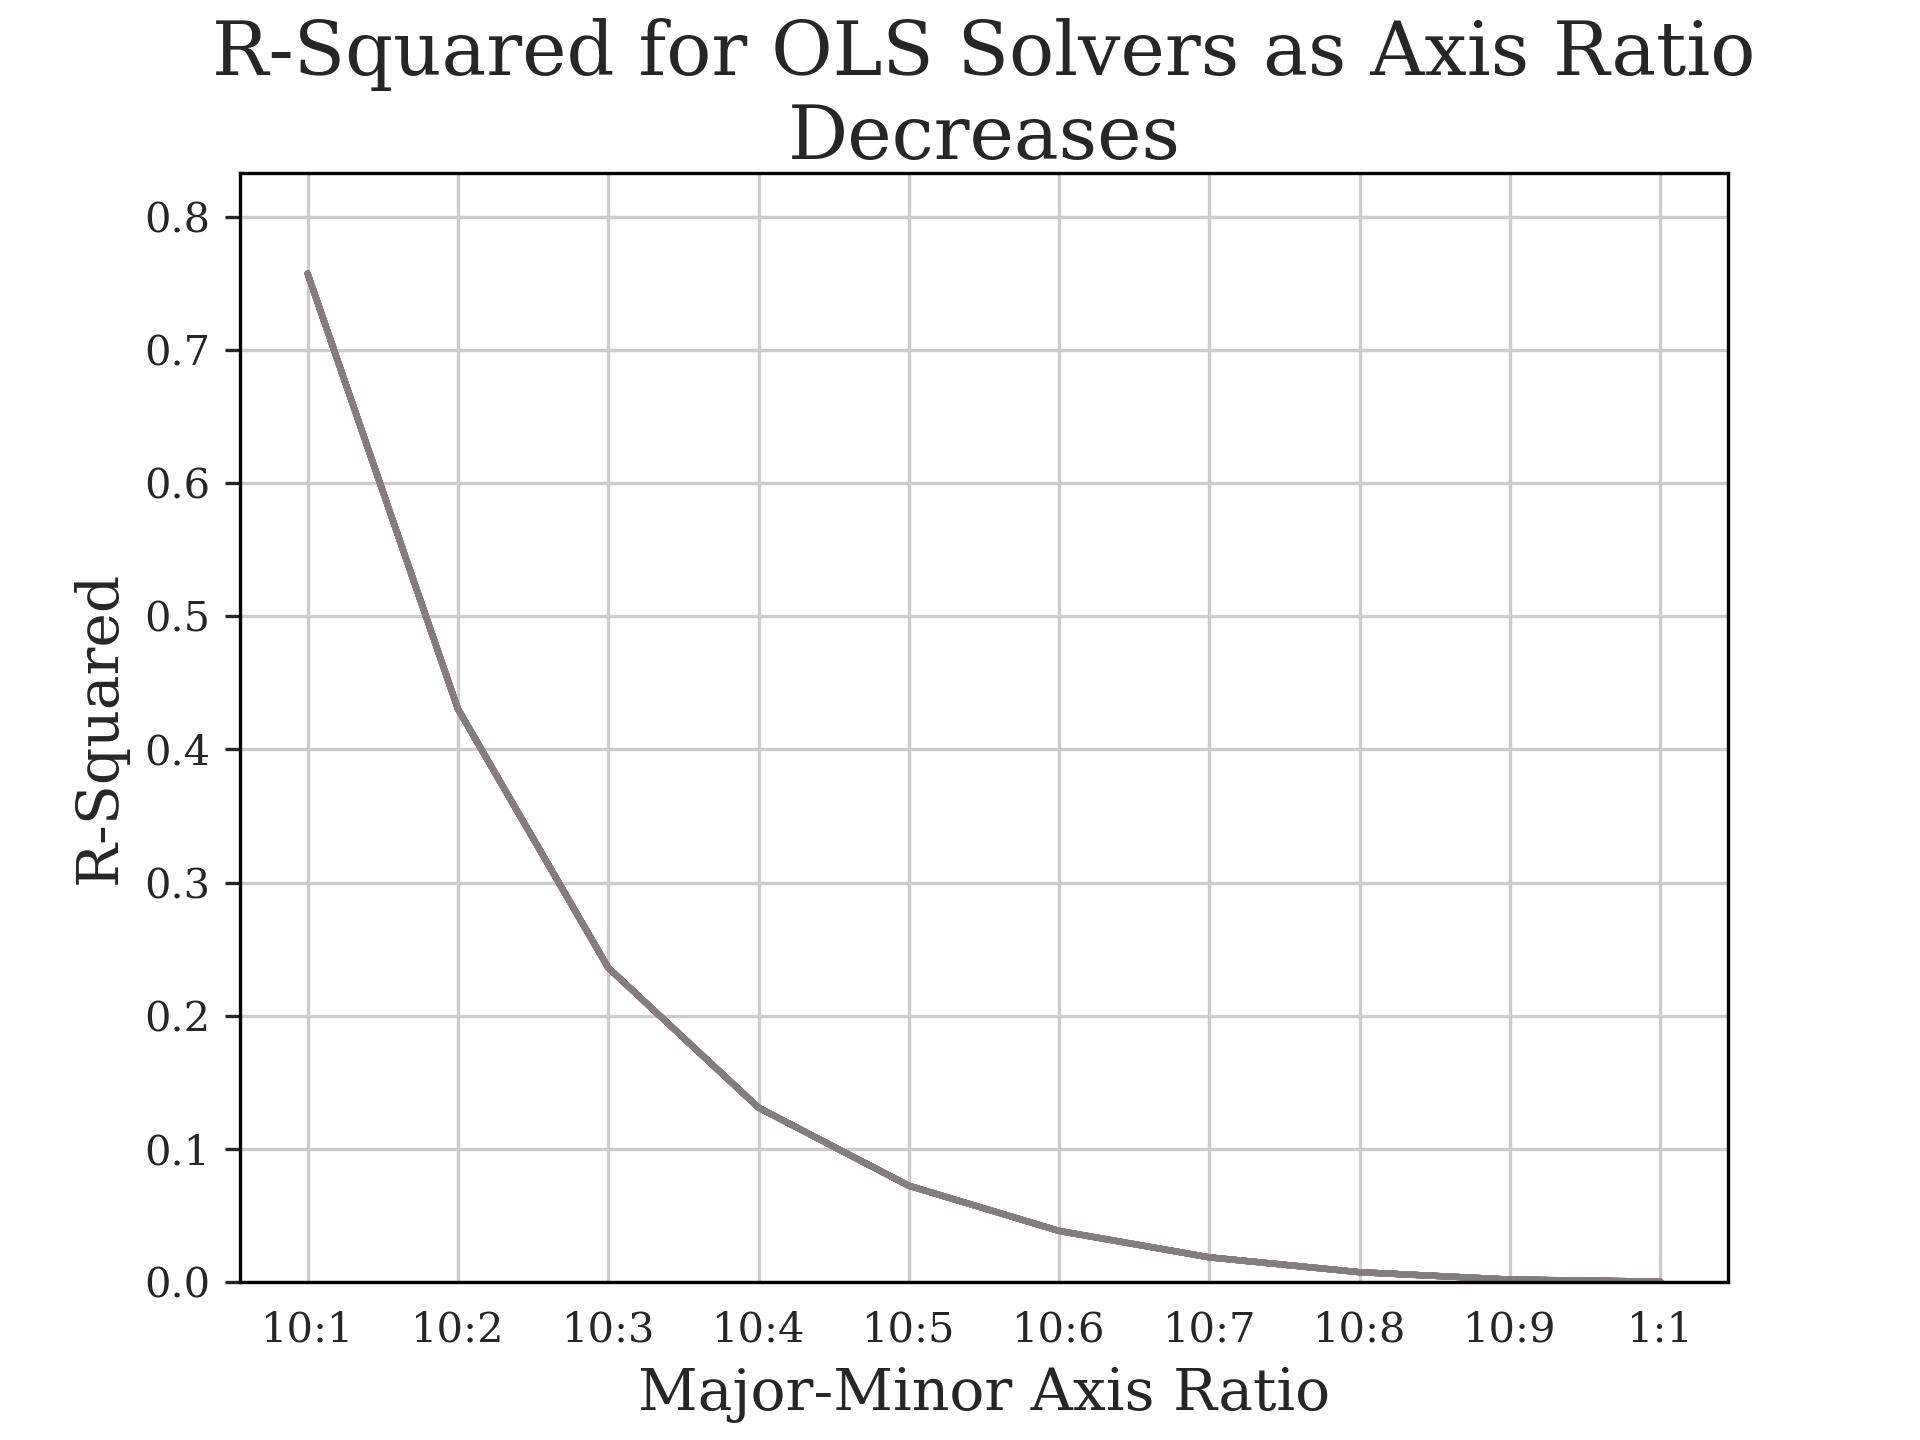 R-Squared for OLS Solvers as Axis Ratio
Decreases
0.8
0.7
0.6
0.5
0.4
0.3
0.2
0.1
0.0
R-Squared
10:1 10:2 10:3 10:4 10:5 10:6 10:7 10:8 10:9 1:1
Major-Minor Axis Ratio